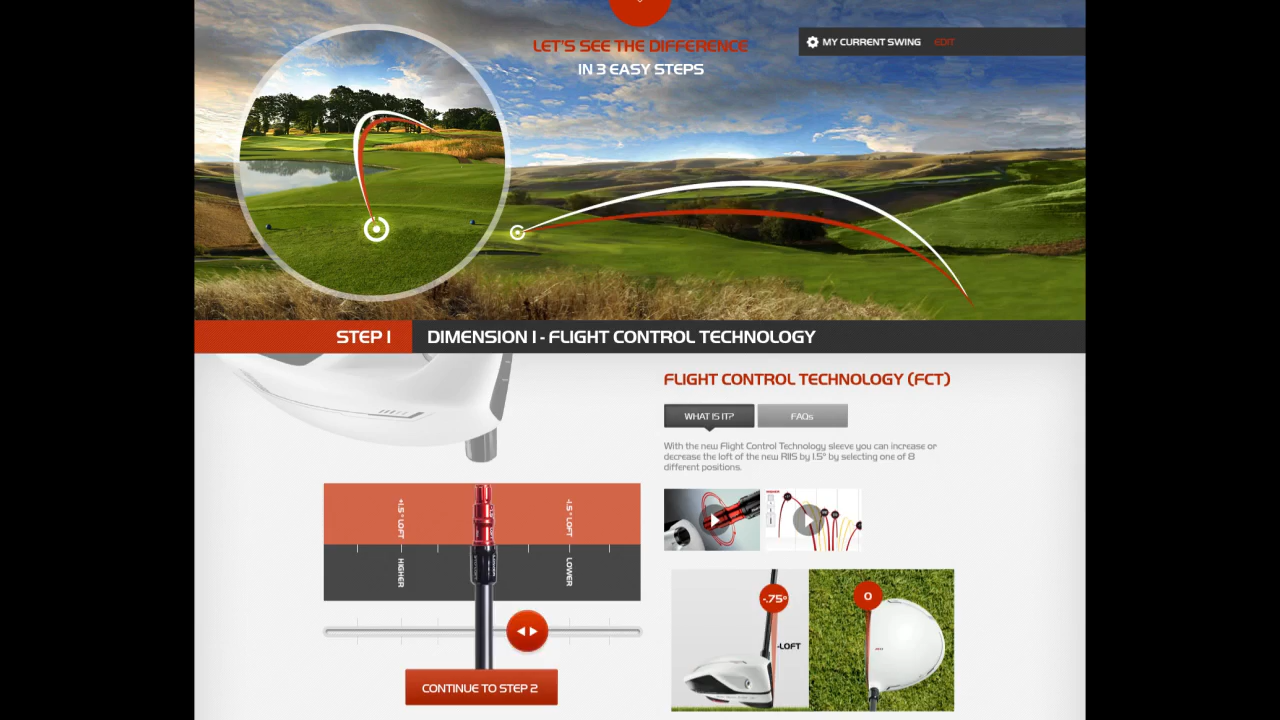 LET'S SEE THE DIFFERENCE
IN 3 EASY STEPS
MY CURRENT SWING EDIT
STEP 1
DIMENSION 1 - FLIGHT CONTROL TECHNOLOGY
FLIGHT CONTROL TECHNOLOGY (FCT)
WHAT IS IT?
FAQs
With the new Flight Control Technology sleeve you can increase or
decrease the loft of the new R11S by 1.5° by selecting one of 8
different positions.
+1.5° LOFT
-1.5° LOFT
HIGHER
LOWER
HIGHER
-.75°
-LOFT
0
CONTINUE TO STEP 2